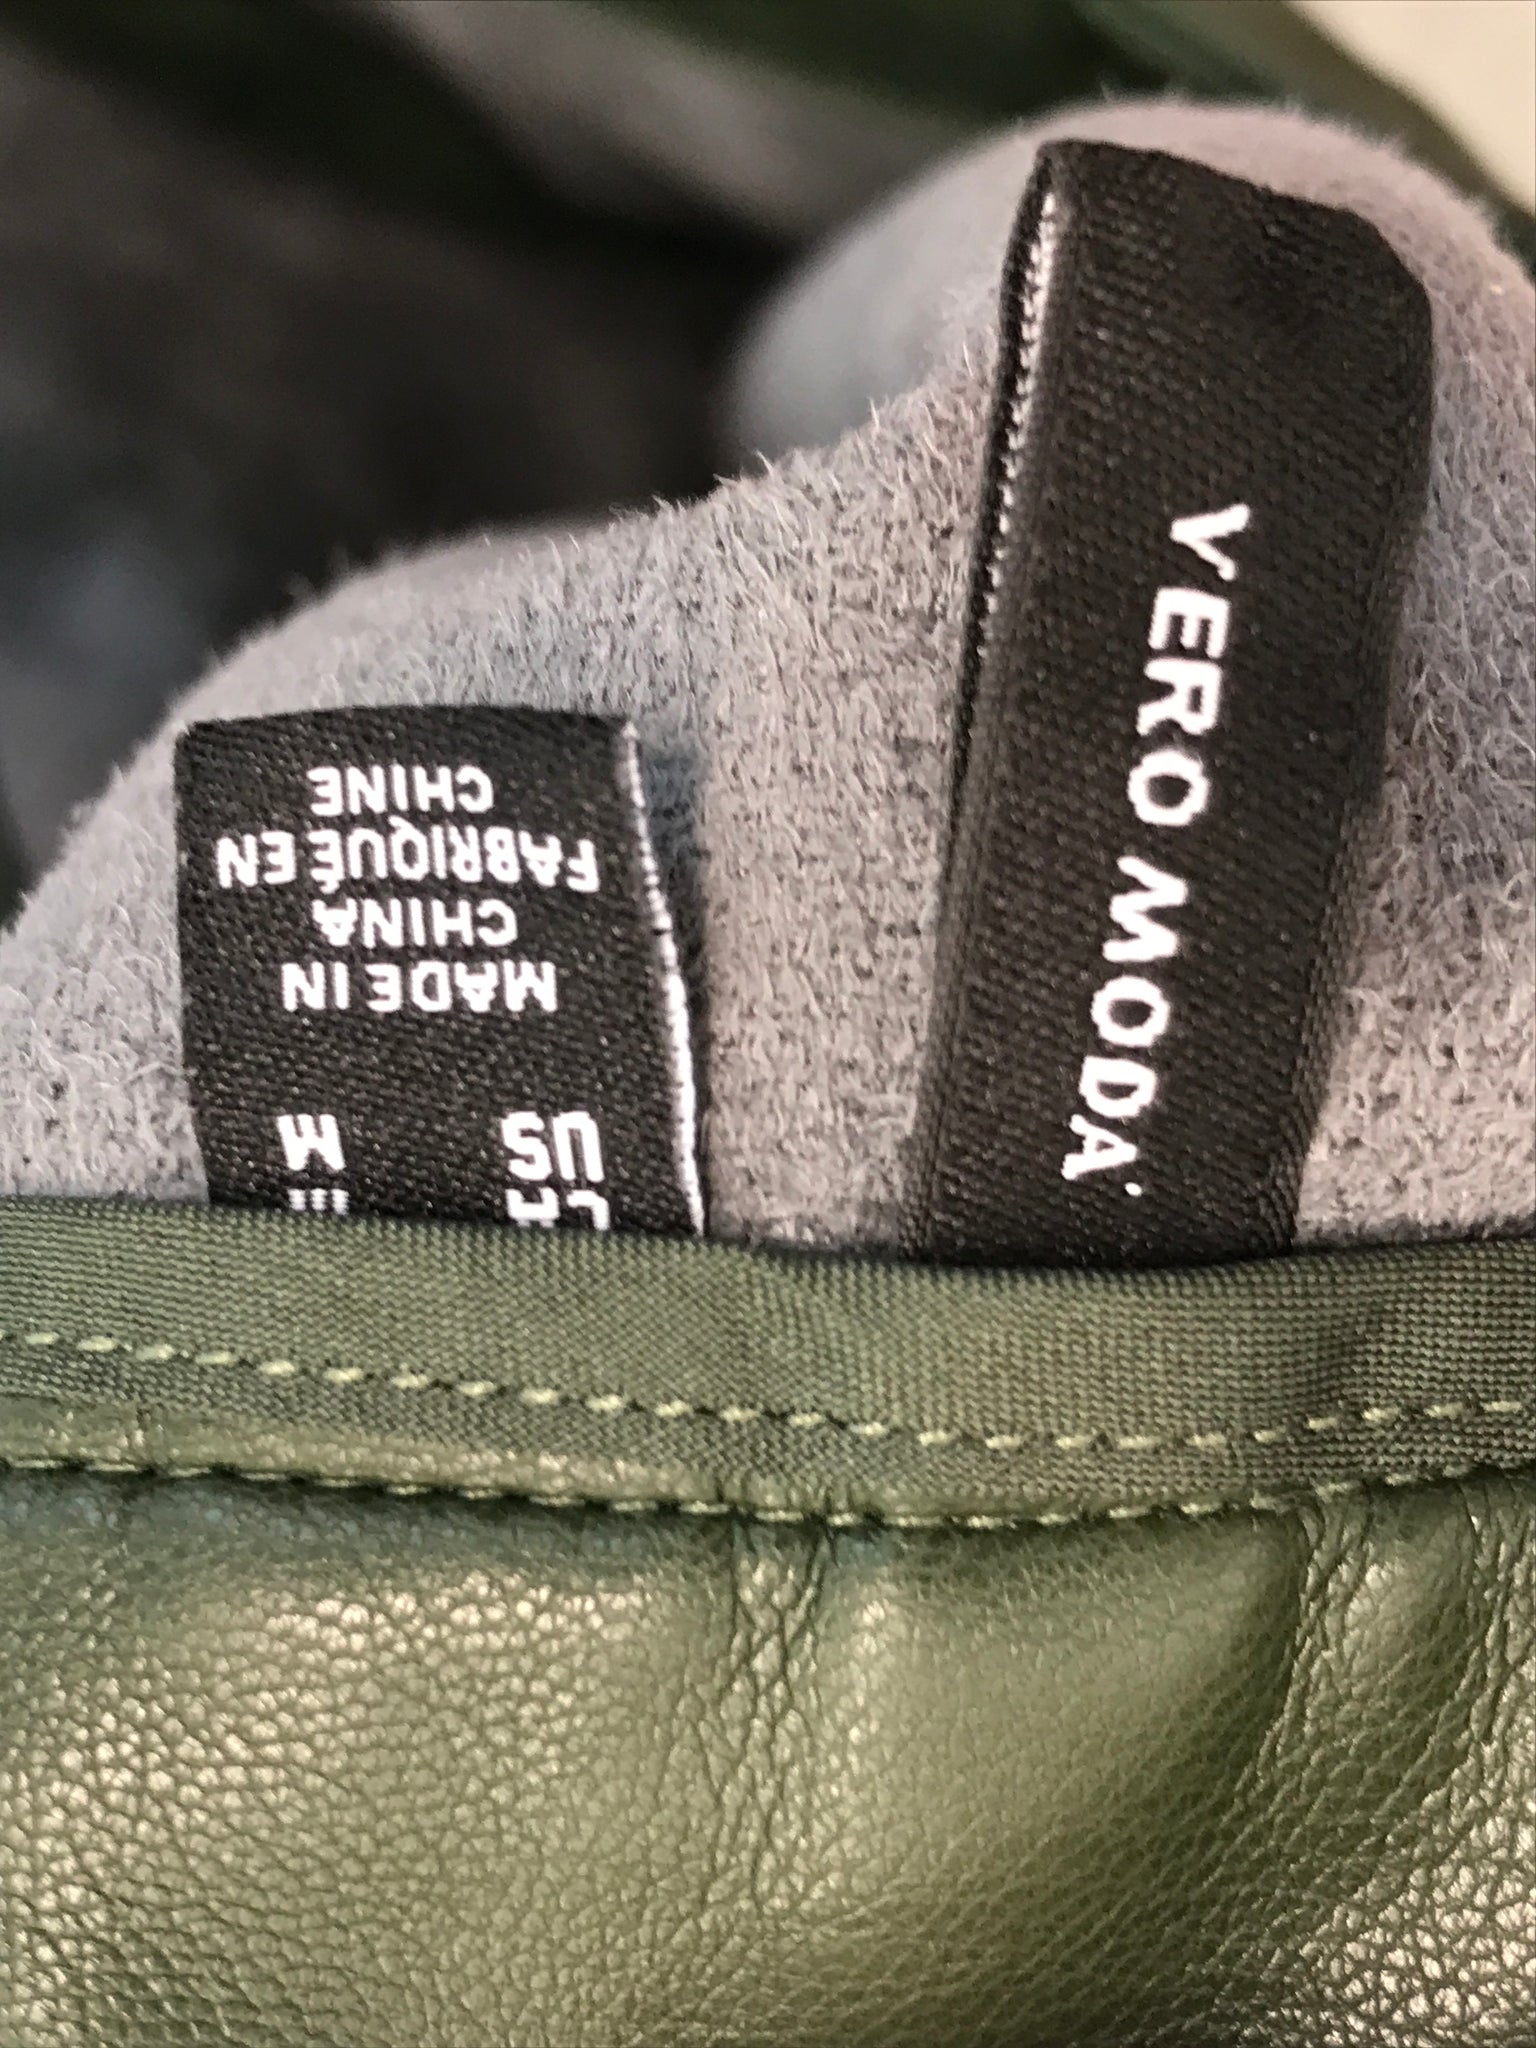 VERO MODA
US M
MADE IN
CHINA
FABRIQUÉ EN
CHINE